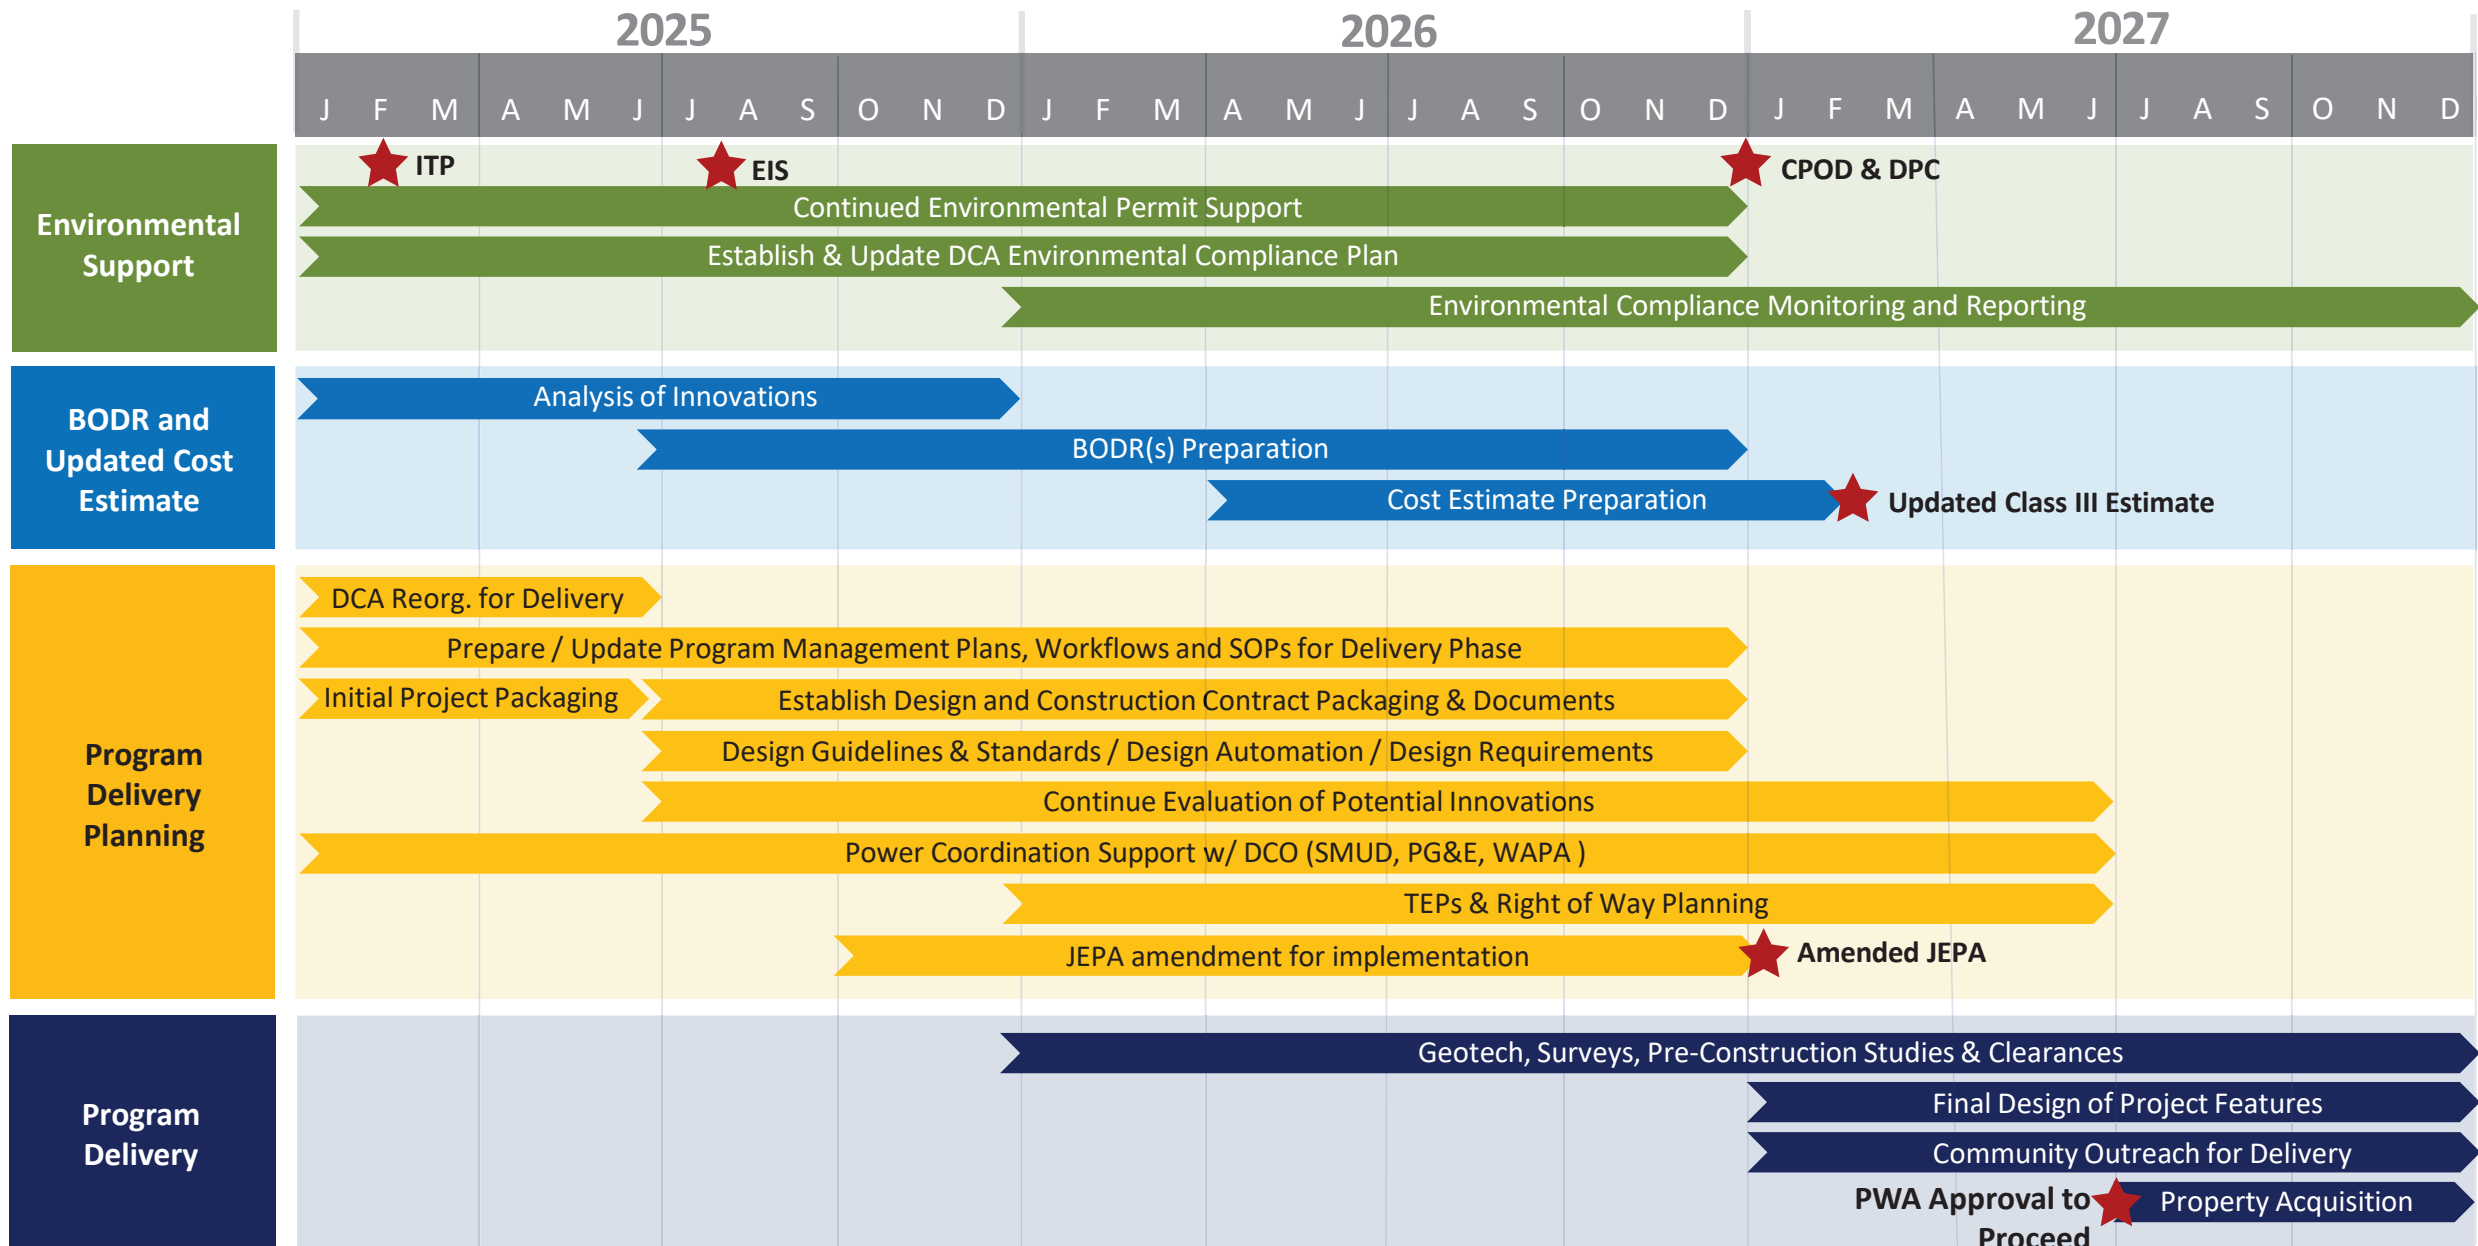 2025 2026 2027
J F M A M J J A S O N D J F M A M J J A S O N D J F M A M J J A S O N D
Environmental
Support
ITP
EIS
CPOD & DPC
Continued Environmental Permit Support
Establish & Update DCA Environmental Compliance Plan
Environmental Compliance Monitoring and Reporting
BODR and
Updated Cost
Estimate
Analysis of Innovations
BODR(s) Preparation
Cost Estimate Preparation
Updated Class III Estimate
Program
Delivery
Planning
DCA Reorg. for Delivery
Prepare / Update Program Management Plans, Workflows and SOPs for Delivery Phase
Initial Project Packaging
Establish Design and Construction Contract Packaging & Documents
Design Guidelines & Standards / Design Automation / Design Requirements
Continue Evaluation of Potential Innovations
Power Coordination Support w/ DCO (SMUD, PG&E, WAPA )
TEPs & Right of Way Planning
JEPA amendment for implementation
Amended JEPA
Program
Delivery
Geotech, Surveys, Pre-Construction Studies & Clearances
Final Design of Project Features
Community Outreach for Delivery
PWA Approval to
Proceed
Property Acquisition